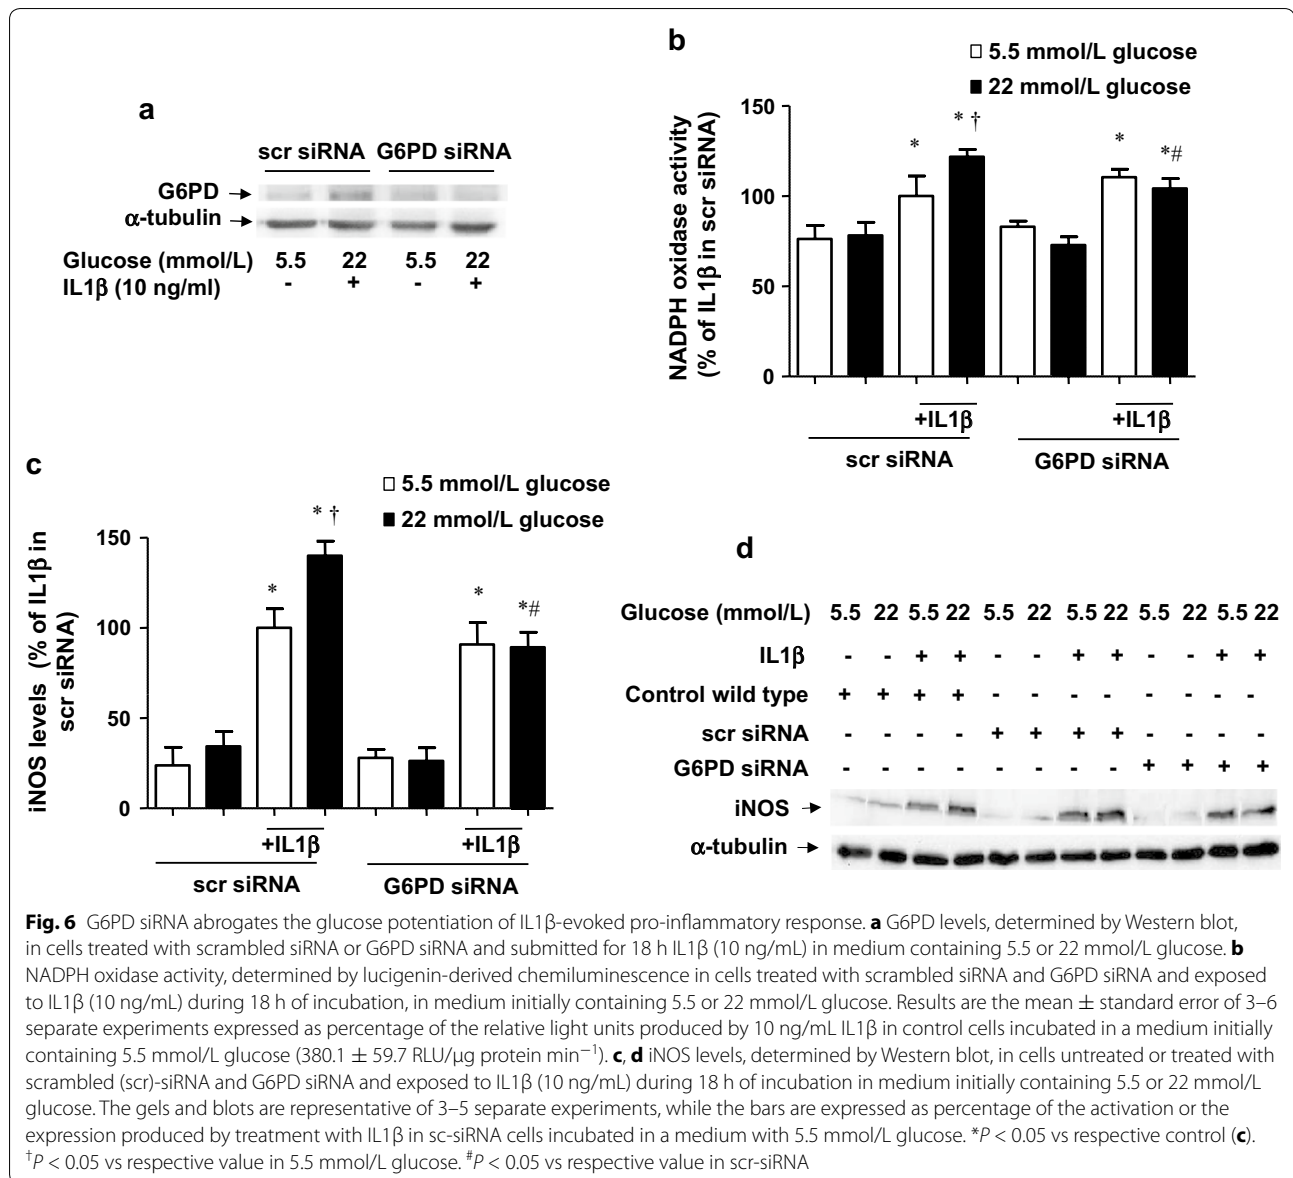 a
scr siRNA G6PD siRNA
G6PD
α-tubulin
Glucose (mmol/L) 5.5 22 5.5 22
IL1β (10 ng/ml) - + - +
b
5.5 mmol/L glucose
22 mmol/L glucose
NADPH oxidase activity
(% of IL1β in scr siRNA)
150
100
50
0
* * † * *#
+IL1β +IL1β
scr siRNA G6PD siRNA
c
5.5 mmol/L glucose
22 mmol/L glucose
iNOS levels (% of IL1β in
scr siRNA)
150
100
50
0
* * † * *#
+IL1β +IL1β
scr siRNA G6PD siRNA
d
Glucose (mmol/L) 5.5 22 5.5 22 5.5 22 5.5 22 5.5 22 5.5 22
IL1β - - + + - - + + - - + +
Control wild type + + + + - - - - - - - -
scr siRNA - - - - + + + + - - - -
G6PD siRNA - - - - - - - - + + + +
iNOS
α-tubulin
Fig. 6 G6PD siRNA abrogates the glucose potentiation of IL1β-evoked pro-inflammatory response. a G6PD levels, determined by Western blot,
in cells treated with scrambled siRNA or G6PD siRNA and submitted for 18 h IL1β (10 ng/mL) in medium containing 5.5 or 22 mmol/L glucose. b
NADPH oxidase activity, determined by lucigenin-derived chemiluminescence in cells treated with scrambled siRNA and G6PD siRNA and exposed
to IL1β (10 ng/mL) during 18 h of incubation, in medium initially containing 5.5 or 22 mmol/L glucose. Results are the mean ± standard error of 3–6
separate experiments expressed as percentage of the relative light units produced by 10 ng/mL IL1β in control cells incubated in a medium initially
containing 5.5 mmol/L glucose (380.1 ± 59.7 RLU/μg protein min⁻¹). c, d iNOS levels, determined by Western blot, in cells untreated or treated with
scrambled (scr)-siRNA and G6PD siRNA and exposed to IL1β (10 ng/mL) during 18 h of incubation in medium initially containing 5.5 or 22 mmol/L
glucose. The gels and blots are representative of 3–5 separate experiments, while the bars are expressed as percentage of the activation or the
expression produced by treatment with IL1β in sc-siRNA cells incubated in a medium with 5.5 mmol/L glucose. *P < 0.05 vs respective control (c).
†P < 0.05 vs respective value in 5.5 mmol/L glucose. #P < 0.05 vs respective value in scr-siRNA